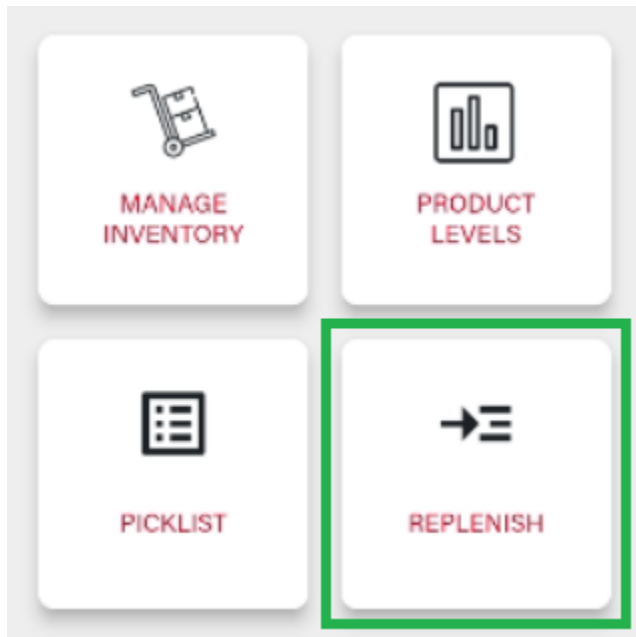 MANAGE
INVENTORY
PRODUCT
LEVELS
PICKLIST
REPLENISH